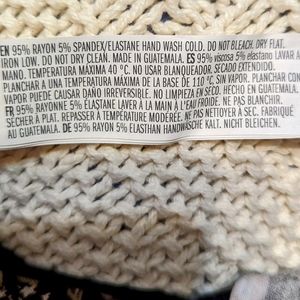 EN 95% RAYON 5% SPANDEX/ELASTANE HAND WASH COLD. DO NOT BLEACH. DRY FLAT.
IRON LOW. DO NOT DRY CLEAN. MADE IN GUATEMALA. ES 95% viscosa 5% elastano LAVAR A
MANO. TEMPERATURA MÁXIMA 40 °C. NO USAR BLANQUEADOR. SECADO EXTENDIDO.
PLANCHAR A UNA TEMPERATURA MÁXIMA DE LA BASE DE 110 °C SIN VAPOR. PLANCHAR CON
VAPOR PUEDE CAUSAR DAÑO IRREVERSIBLE. NO LIMPIAR EN SECO. HECHO EN GUATEMALA.
FR 95% RAYONNE 5% ÉLASTANE LAVER À LA MAIN À L'EAU FROIDE. NE PAS BLANCHIR.
SÉCHER À PLAT. REPASSER À TEMPÉRATURE MODÉRÉE. NE PAS NETTOYER À SEC. FABRIQUÉ
AU GUATEMALA. DE 95% RAYON 5% ELASTHAN HANDWÄSCHE KALT. NICHT BLEICHEN.